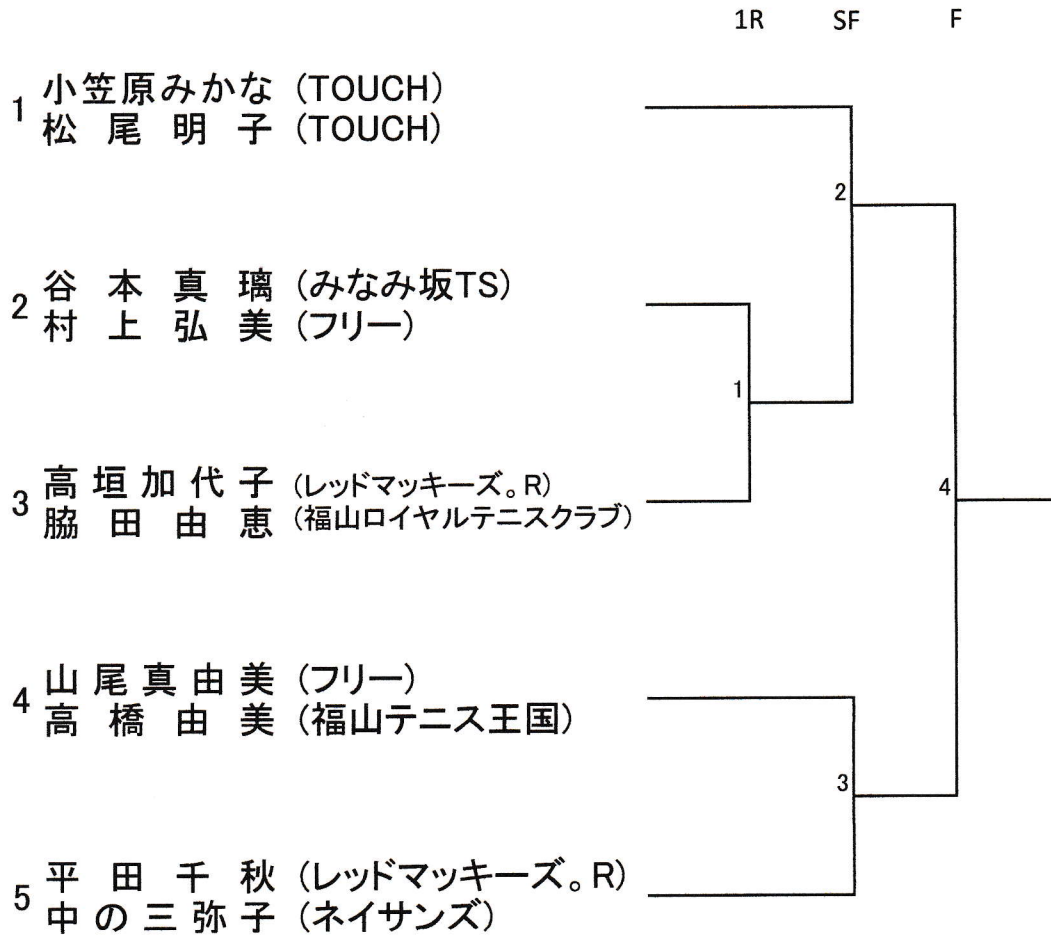 1R SF F
1 小笠原みかな (TOUCH)
松尾明子 (TOUCH)
2
2 谷本真璃 (みなみ坂TS)
村上弘美 (フリー)
1
3 高垣加代子 (レッドマッキーズ。R)
脇田由恵 (福山ロイヤルテニスクラブ)
4
4 山尾真由美 (フリー)
高橋由美 (福山テニス王国)
3
5 平田千秋 (レッドマッキーズ。R)
中の三弥子 (ネイサンズ)